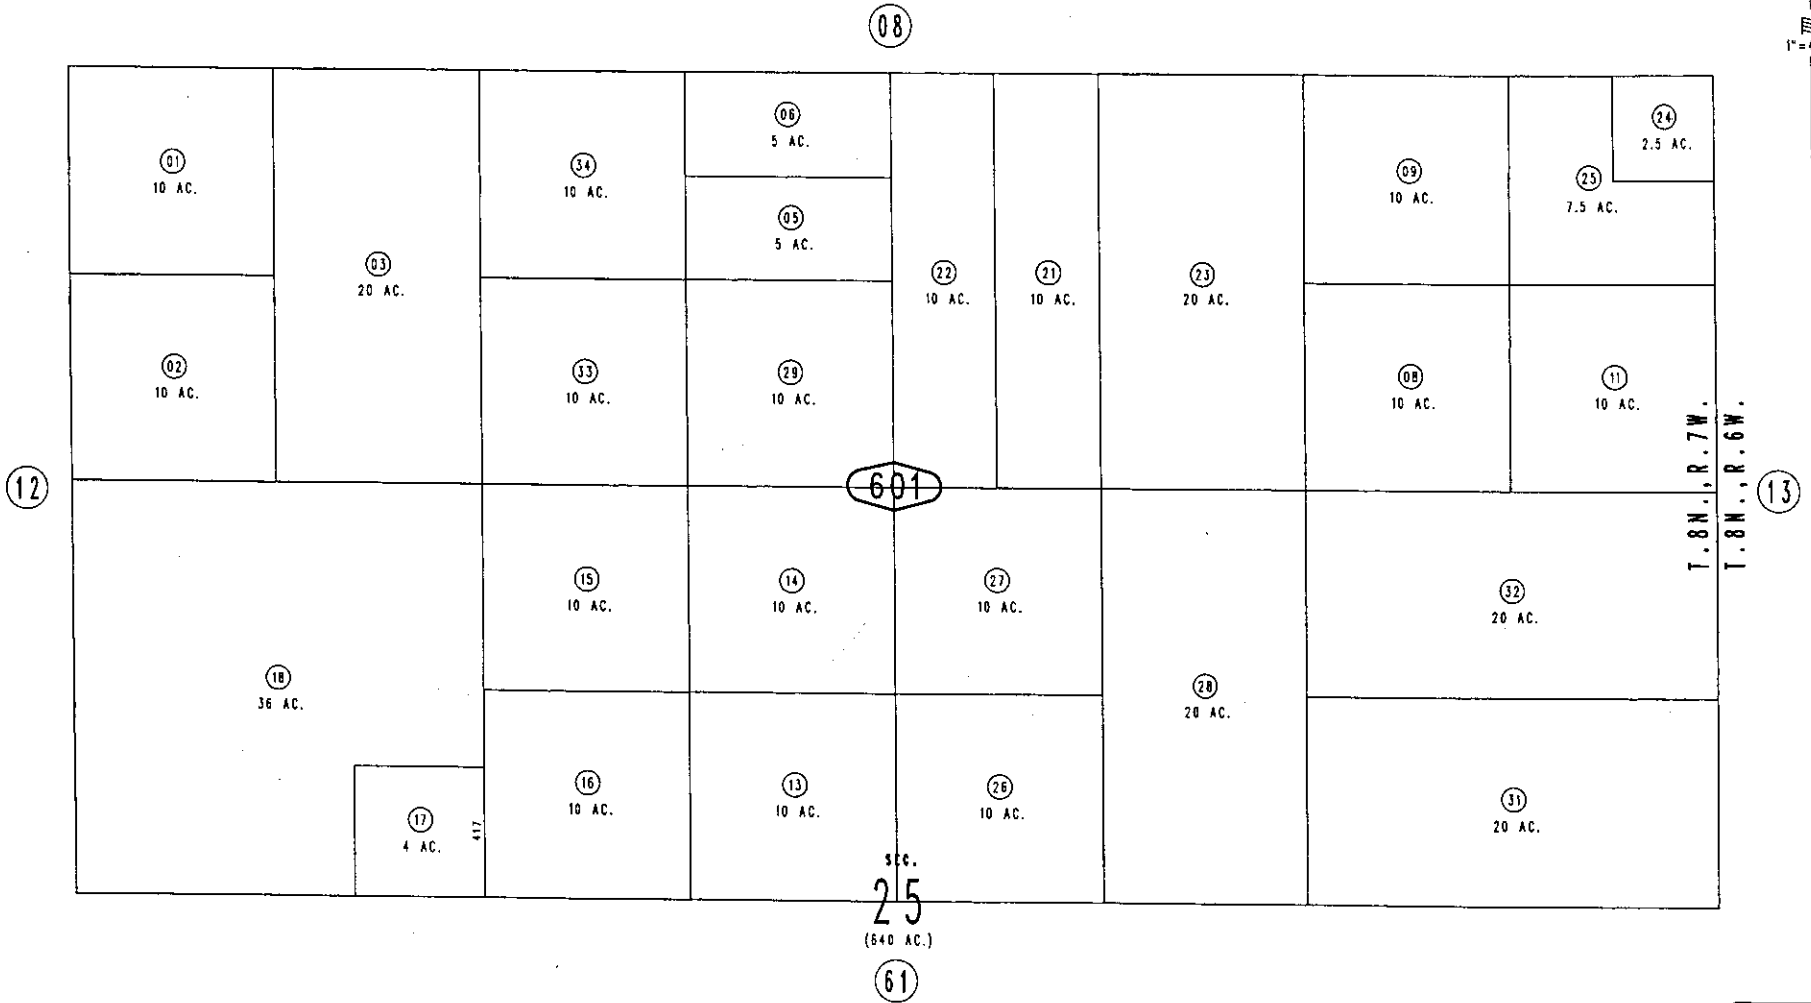 08
1"=4
01
10 AC.
03
20 AC.
34
10 AC.
06
5 AC.
05
5 AC.
22
10 AC.
21
10 AC.
23
20 AC.
09
10 AC.
25
7.5 AC.
24
2.5 AC.
02
10 AC.
33
10 AC.
29
10 AC.
08
10 AC.
11
10 AC.
12
601
T.8N.,R.7W.
T.8N.,R.6W.
13
18
36 AC.
15
10 AC.
14
10 AC.
27
10 AC.
28
20 AC.
32
20 AC.
17
4 AC.
417
16
10 AC.
13
10 AC.
26
10 AC.
31
20 AC.
SEC.
25
(640 AC.)
61